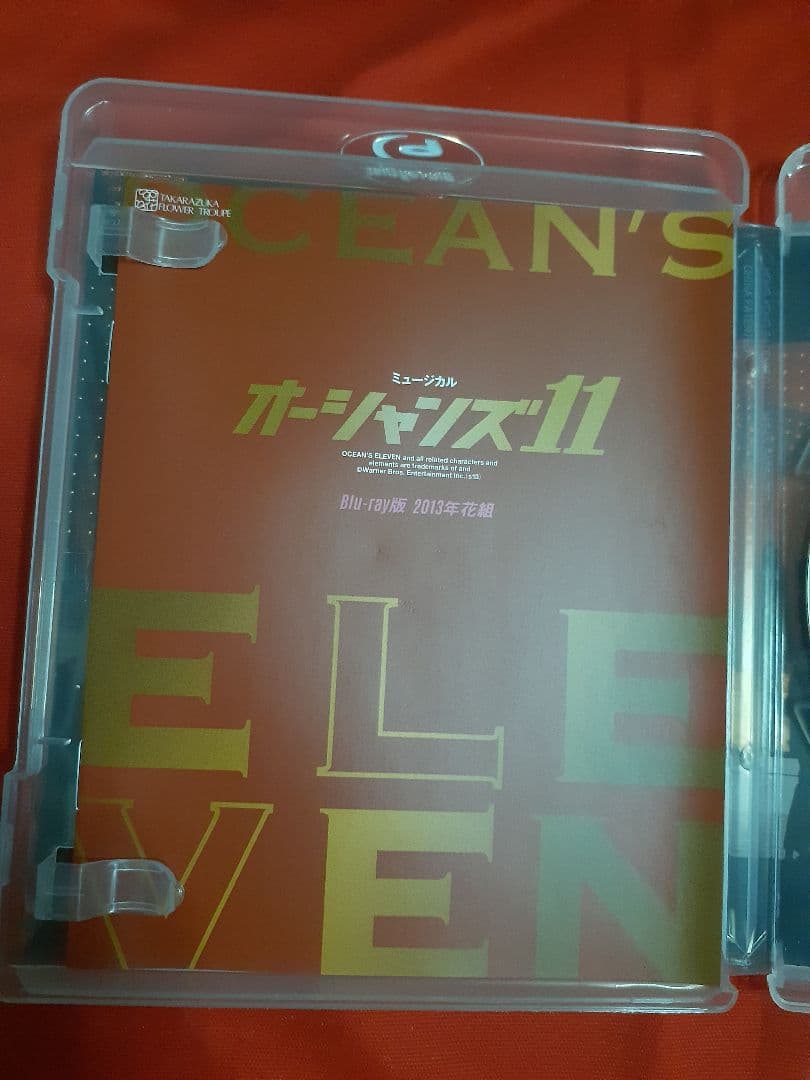 TAKARAZUKA
FLOWER TROUPE
OCEAN'S
ミュージカル
オーシャンズ11
OCEAN'S ELEVEN and all related characters and
elements are trademarks of and
©Warner Bros. Entertainment Inc.(s13)
Blu-ray版 2013年花組
ELE
VEN